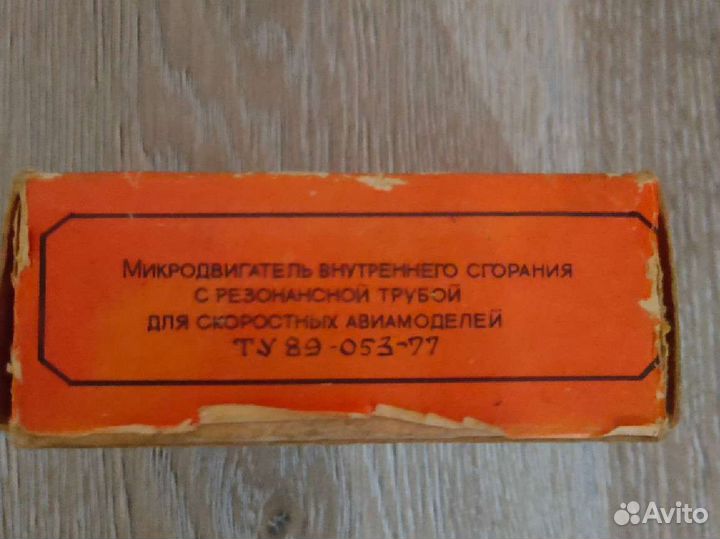 Микродвигатель внутреннего сгорания
с резонансной трубой
для скоростных авиамоделей
ТУ 89-053-77
Avito